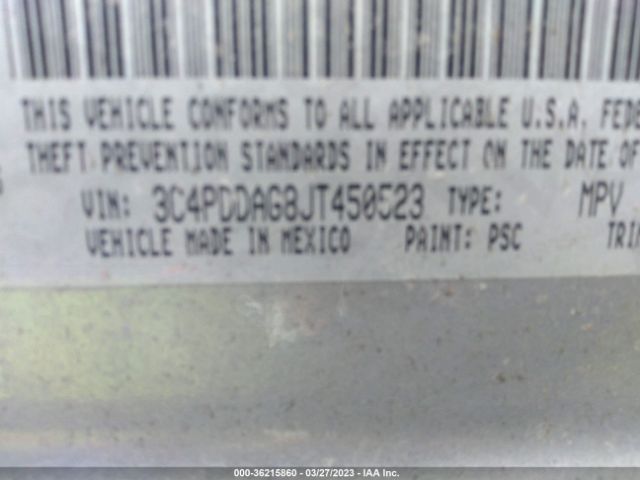 THIS VEHICLE CONFORMS TO ALL APPLICABLE U.S.A. FEDE
THEFT PREVENTION STANDARDS IN EFFECT ON THE DATE OF
VIN: 3C4PDDAG8JT450523 TYPE: MPV
VEHICLE MADE IN MEXICO PAINT: PSC TRI
000-36215860 - 03/27/2023 - IAA Inc.